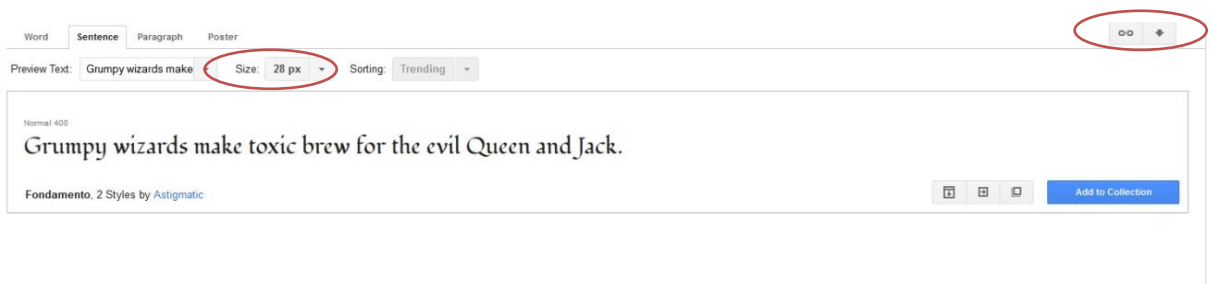 Word Sentence Paragraph Poster
Preview Text: Grumpy wizards make Size: 28 px Sorting: Trending
Normal 400
Grumpy wizards make toxic brew for the evil Queen and Jack.
Fondamento, 2 Styles by Astigmatic Add to Collection